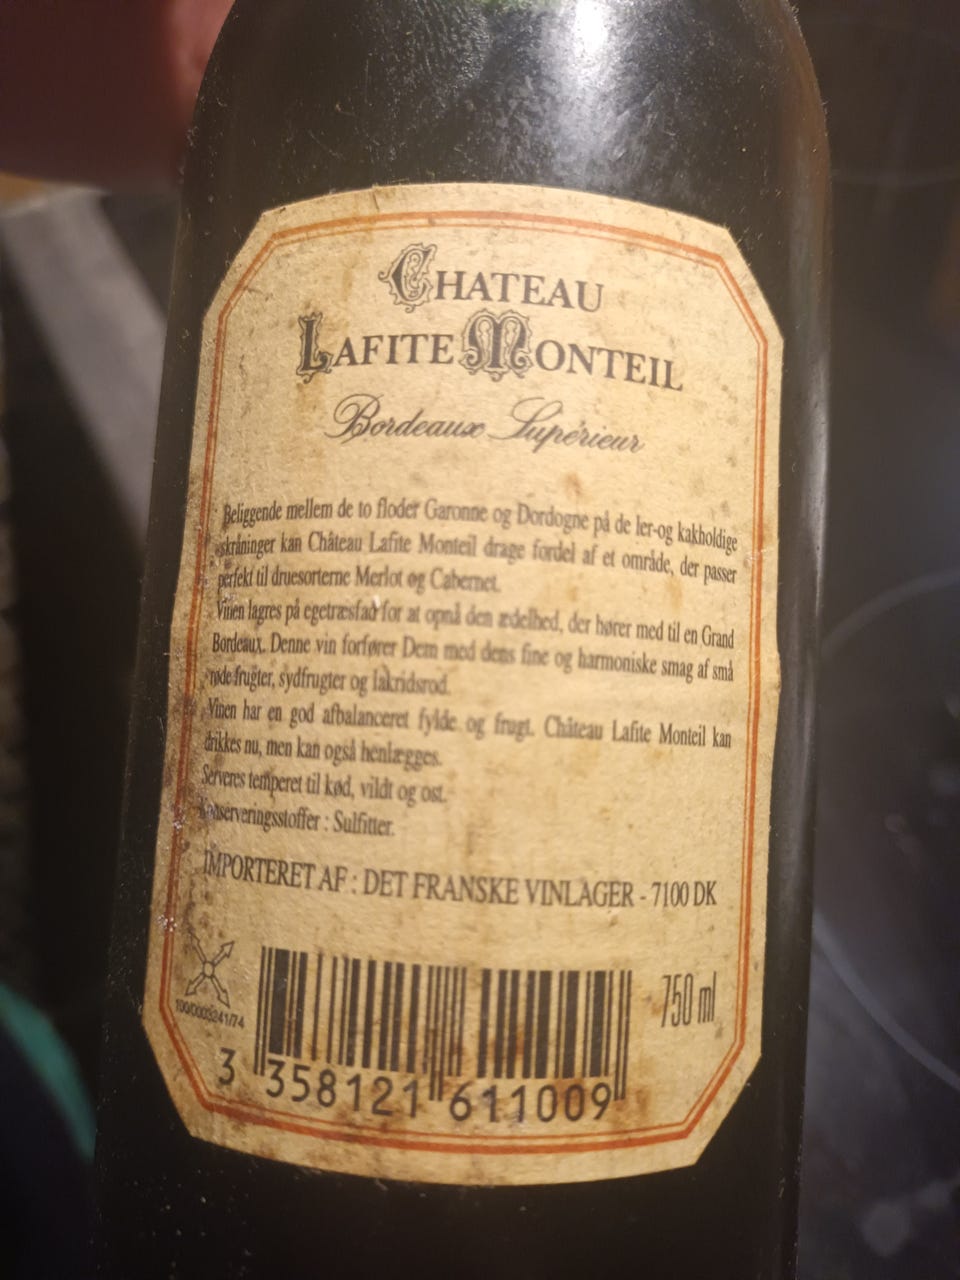 CHATEAU
LAFITE MONTEIL
Bordeaux Supérieur
Beliggende mellem de to floder Garonne og Dordogne på de ler-og kakholdige
skråninger kan Château Lafite Monteil drage fordel af et område, der passer
perfekt til druesorterne Merlot og Cabernet.
Vinen lagres på egetræsfad for at opnå den ædelhed, der hører med til en Grand
Bordeaux. Denne vin forfører Dem med dens fine og harmoniske smag af små
røde frugter, sydfrugter og lakridsrod.
Vinen har en god afbalanceret fylde og frugt. Château Lafite Monteil kan
drikkes nu, men kan også henlægges.
Serveres temperet til kød, vildt og ost.
Konserveringsstoffer : Sulfitter.
IMPORTERET AF : DET FRANSKE VINLAGER - 7100 DK
750 ml
3 358121 611009